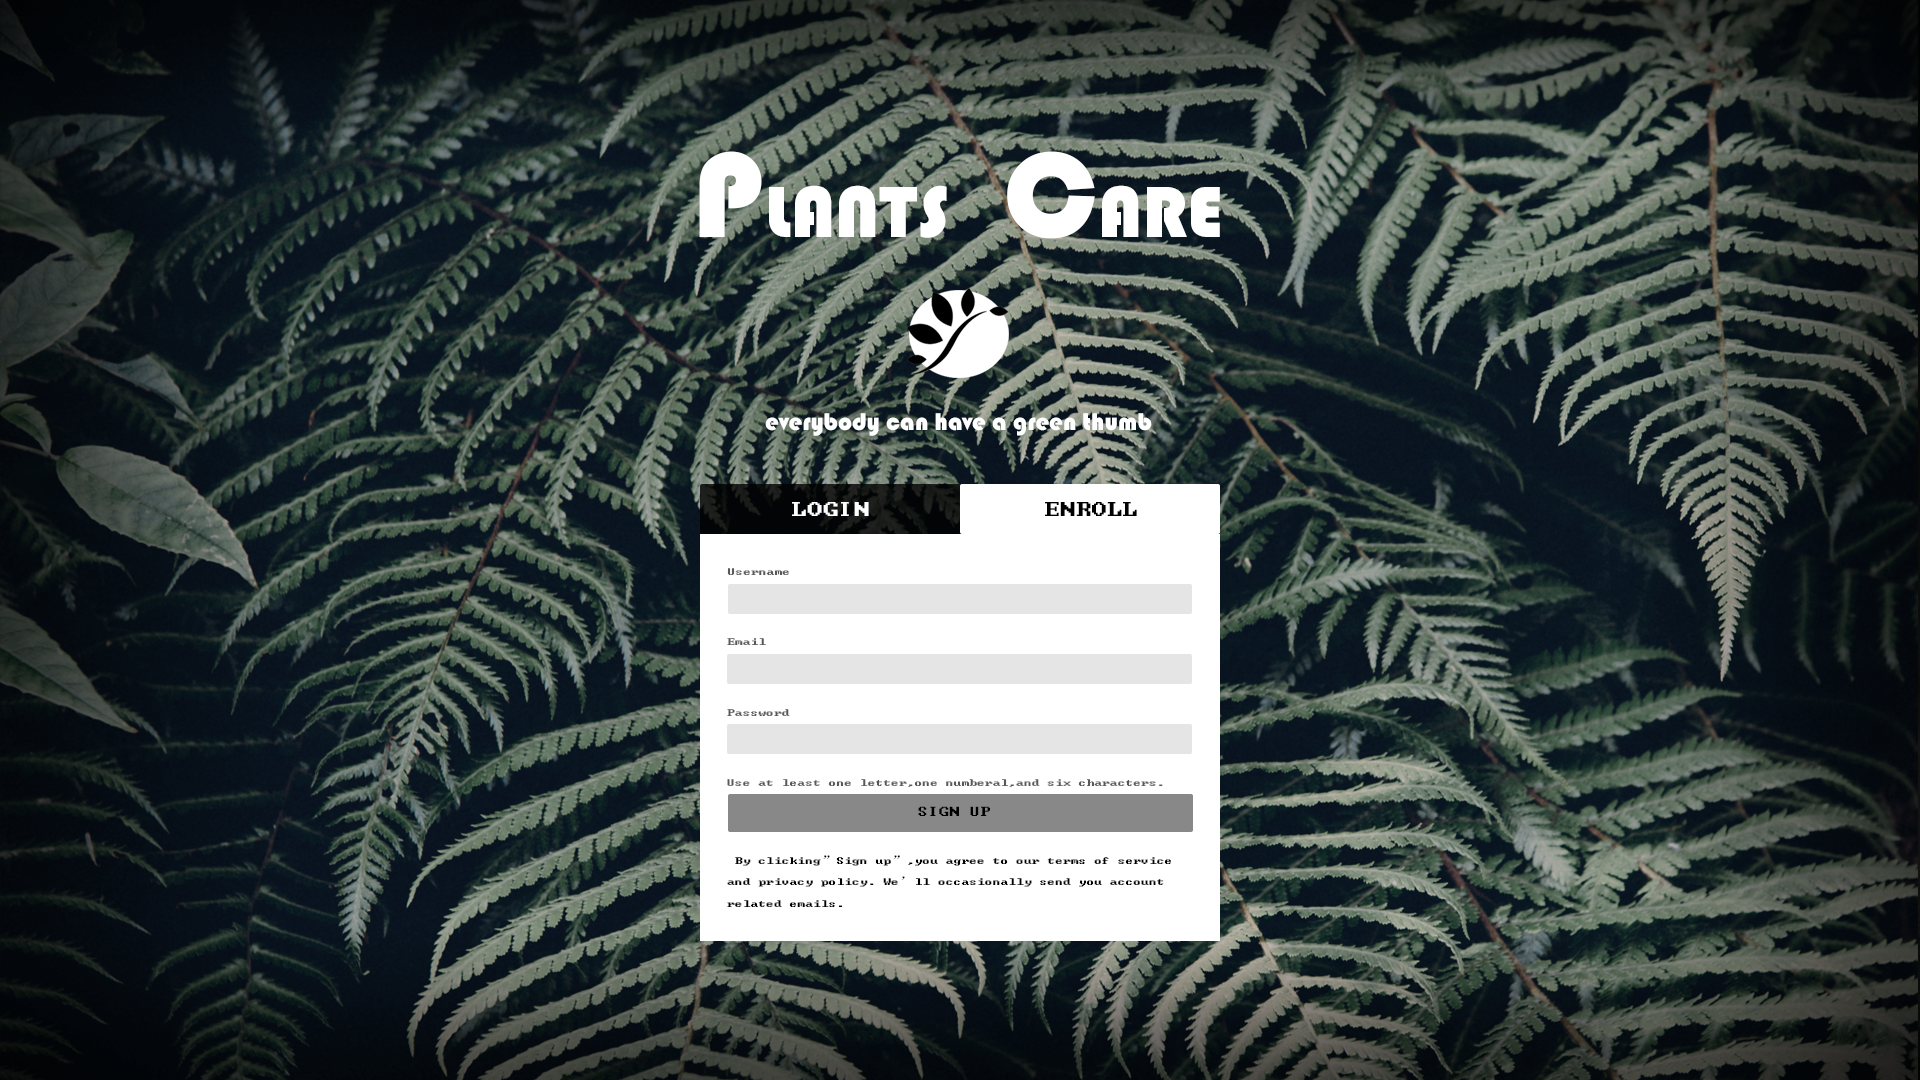 PLANTS CARE
everybody can have a green thumb
LOGIN
ENROLL
Username
Email
Password
Use at least one letter,one numberal,and six characters.
SIGN UP
By clicking”Sign up”,you agree to our terms of service
and privacy policy. We’ll occasionally send you account
related emails.